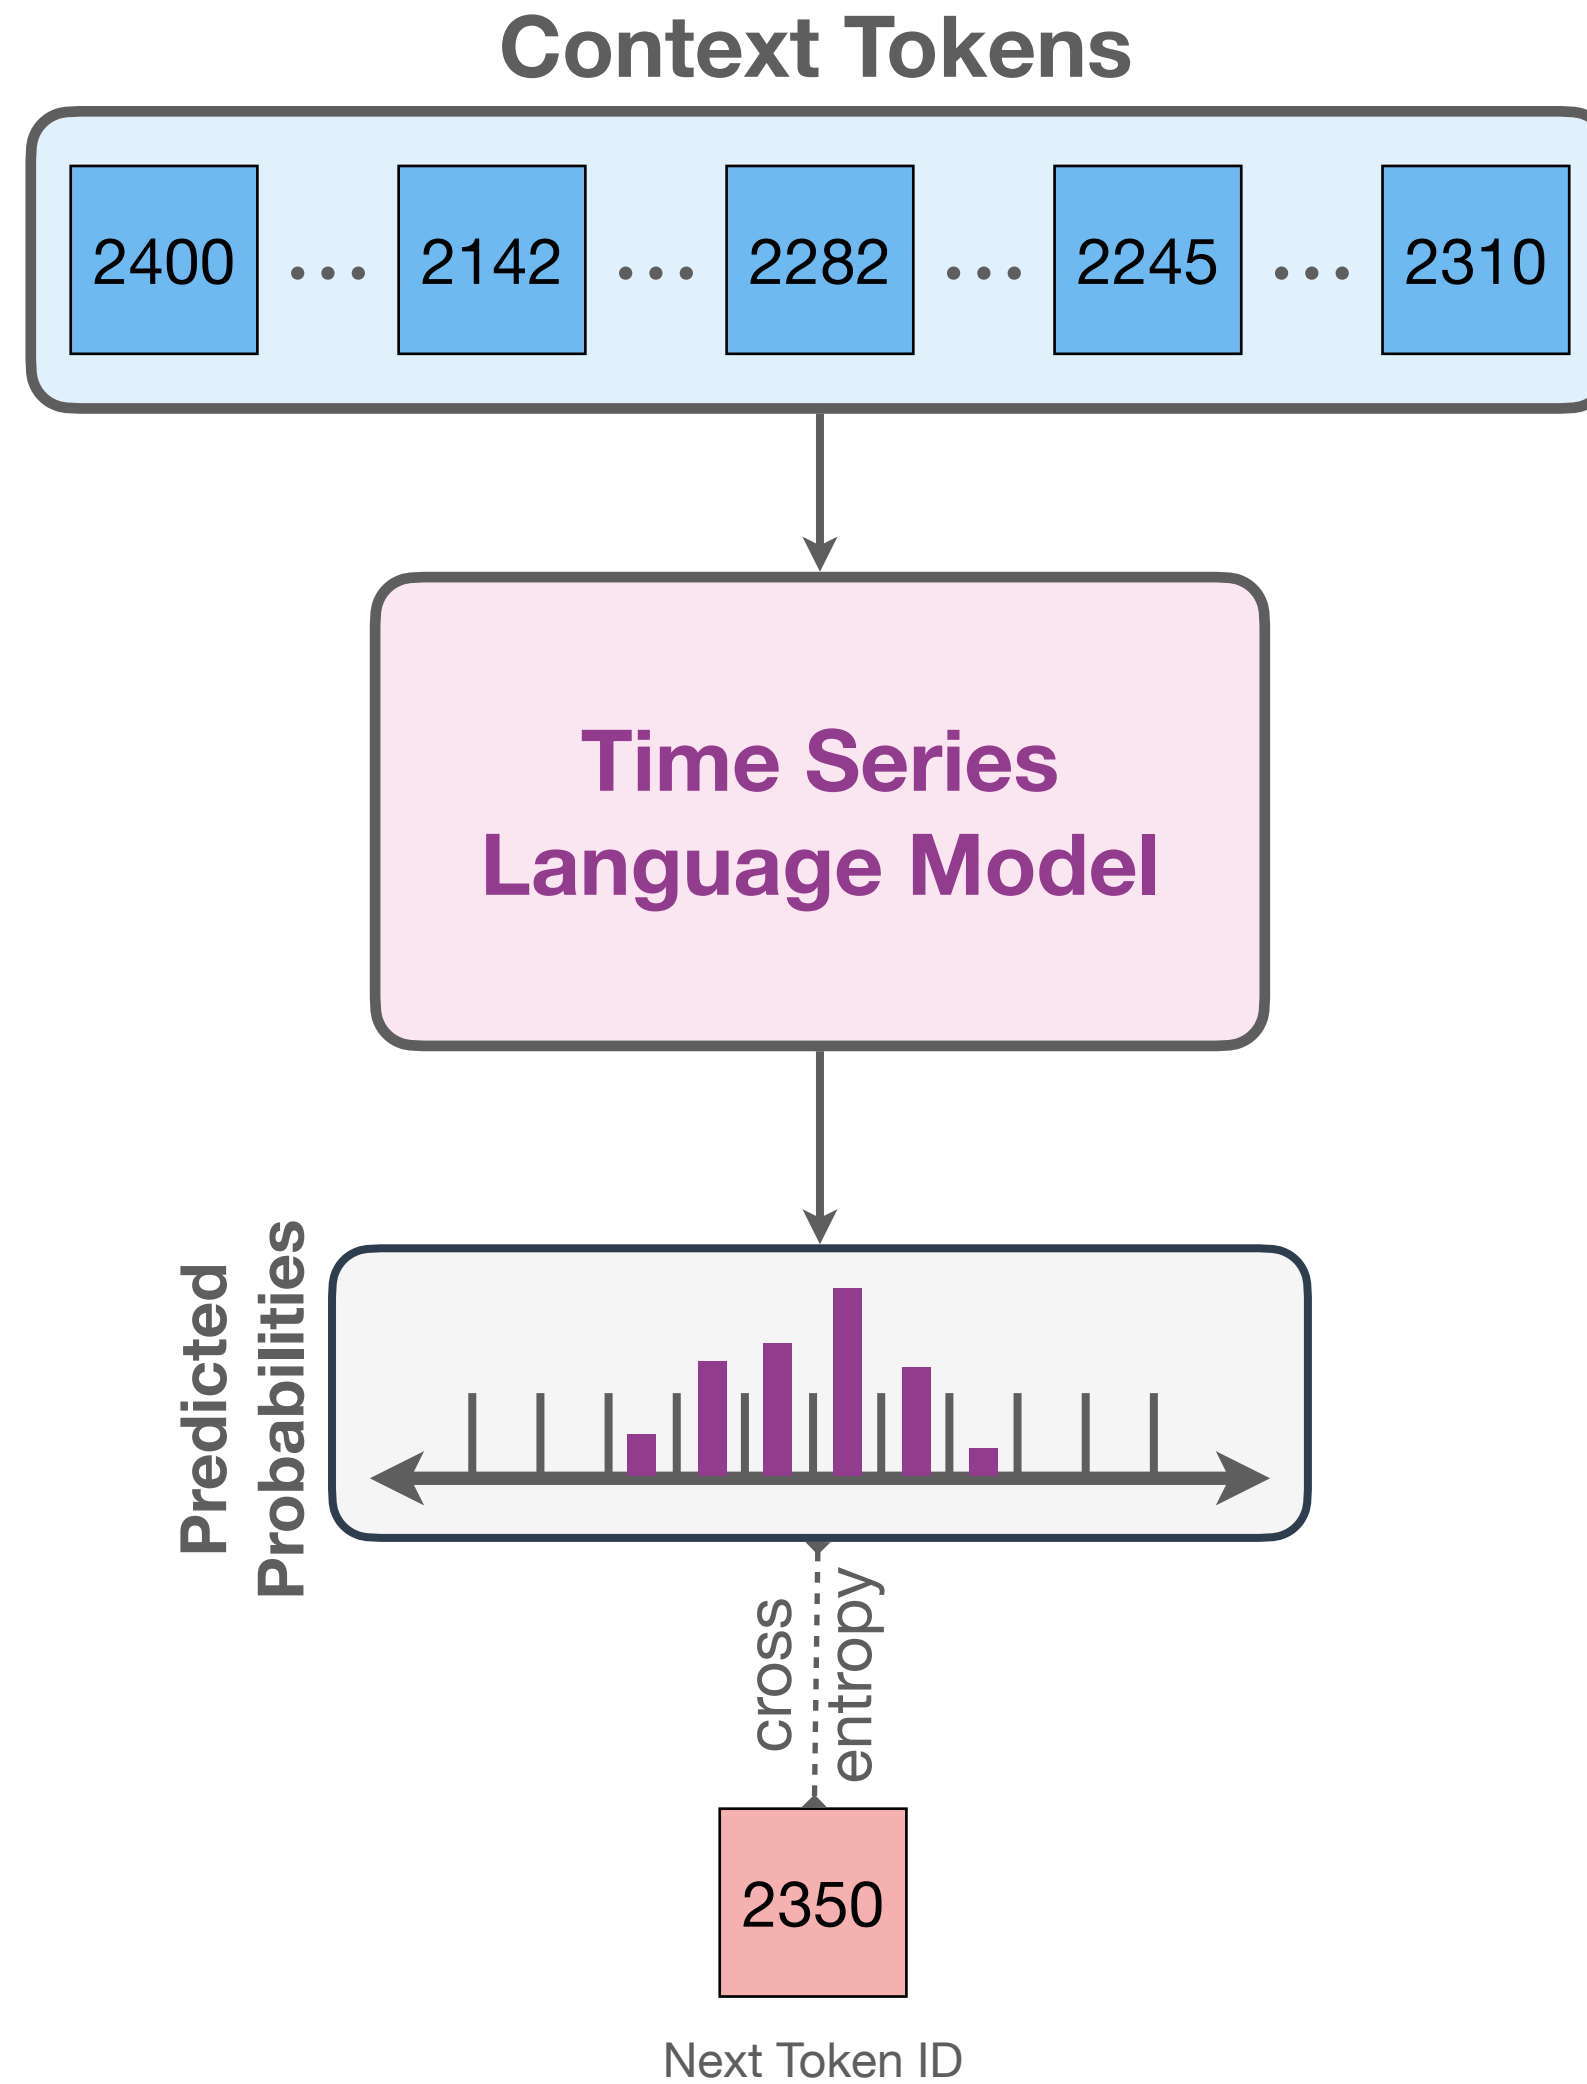 Context Tokens
2400 ... 2142 ... 2282 ... 2245 ... 2310
Time Series
Language Model
Predicted
Probabilities
cross
entropy
2350
Next Token ID